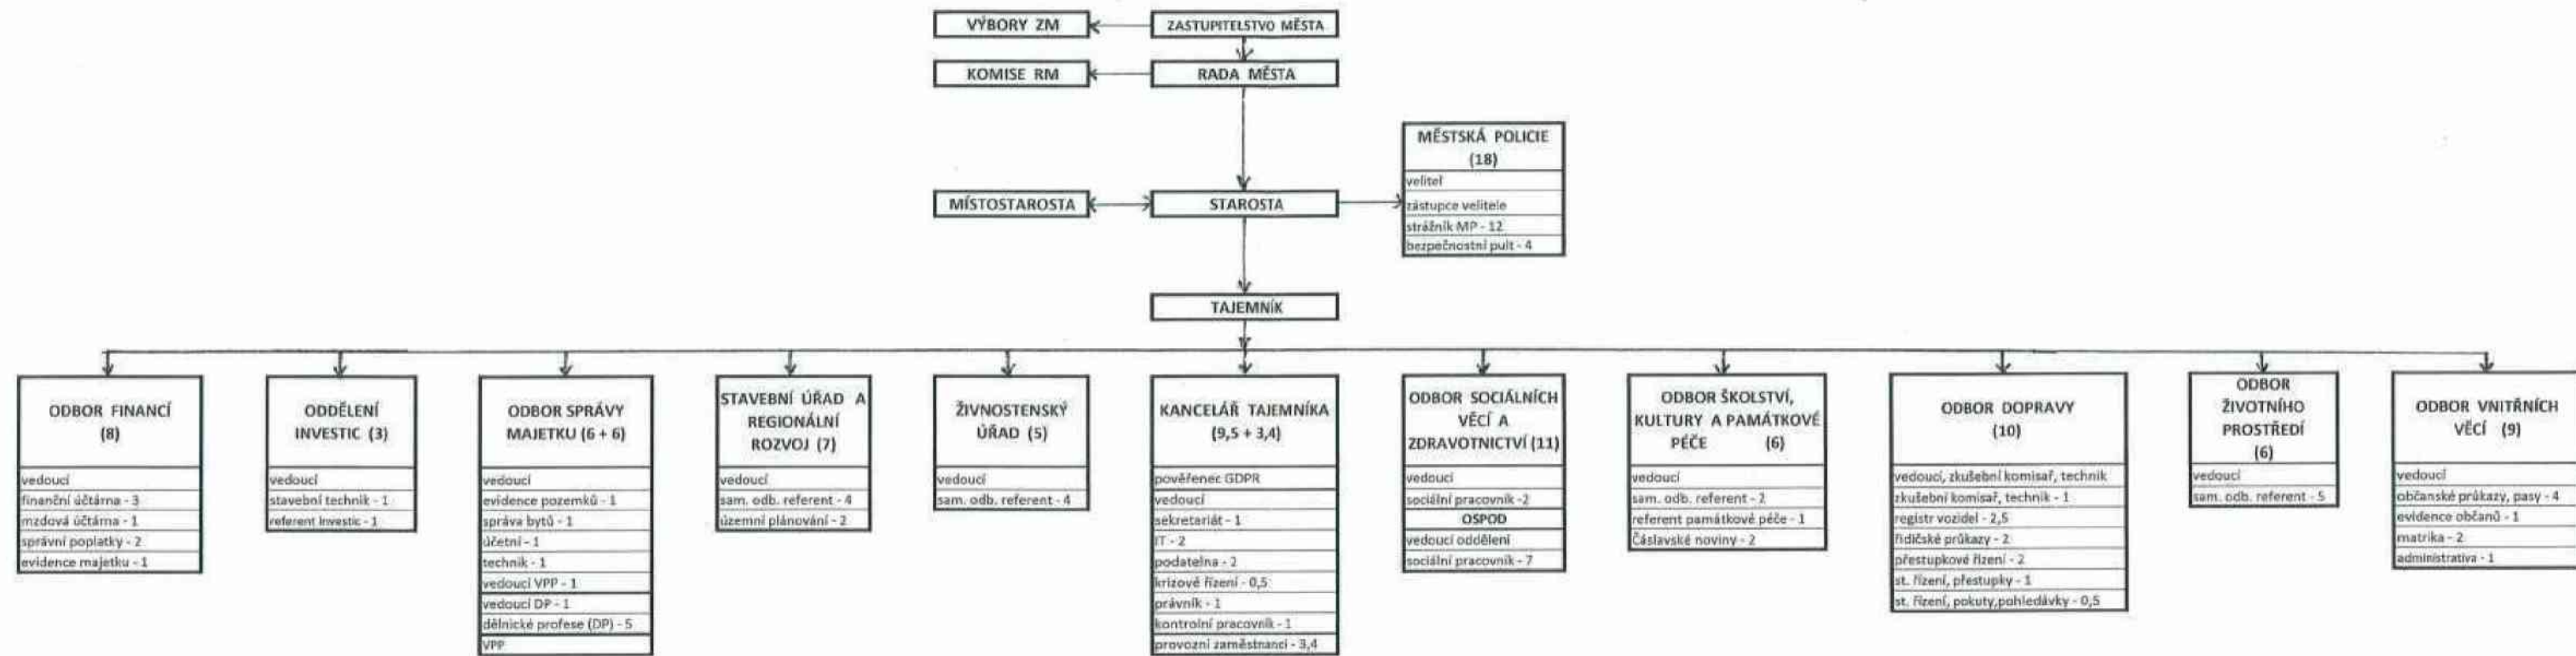 VÝBORY ZM
ZASTUPITELSTVO MĚSTA
KOMISE RM
RADA MĚSTA
MĚSTSKÁ POLICIE
(18)
velitel
zástupce velitele
strážník MP - 12
bezpečnostní pult - 4
MÍSTOSTAROSTA
STAROSTA
TAJEMNÍK
ODBOR FINANCÍ
(8)
vedoucí
finanční účtárna - 3
mzdová účtárna - 1
správní poplatky - 2
evidence majetku - 1
ODDĚLENÍ
INVESTIC (3)
vedoucí
stavební technik - 1
referent investic - 1
ODBOR SPRÁVY
MAJETKU (6 + 6)
vedoucí
evidence pozemků - 1
správa bytů - 1
účetní - 1
technik - 1
vedoucí VPP - 1
vedoucí DP - 1
dělnické profese (DP) - 5
VPP
STAVEBNÍ ÚŘAD A
REGIONÁLNÍ
ROZVOJ (7)
vedoucí
sam. odb. referent - 4
územní plánování - 2
ŽIVNOSTENSKÝ
ÚŘAD (5)
vedoucí
sam. odb. referent - 4
KANCELÁŘ TAJEMNÍKA
(9,5 + 3,4)
pověřenec GDPR
vedoucí
sekretariát - 1
IT - 2
podatelna - 2
krizové řízení - 0,5
právník - 1
kontrolní pracovník - 1
provozní zaměstnanci - 3,4
ODBOR SOCIÁLNÍCH
VĚCÍ A
ZDRAVOTNICTVÍ (11)
vedoucí
sociální pracovník -2
OSPOD
vedoucí oddělení
sociální pracovník - 7
ODBOR ŠKOLSTVÍ,
KULTURY A PAMÁTKOVÉ
PÉČE (6)
vedoucí
sam. odb. referent - 2
referent památkové péče - 1
Čáslavské noviny - 2
ODBOR DOPRAVY
(10)
vedoucí, zkušební komisař, technik
zkušební komisař, technik - 1
registr vozidel - 2,5
řidičské průkazy - 2
přestupkové řízení - 2
st. řízení, přestupky - 1
st. řízení, pokuty,pohledávky - 0,5
ODBOR
ŽIVOTNÍHO
PROSTŘEDÍ
(6)
vedoucí
sam. odb. referent - 5
ODBOR VNITŘNÍCH
VĚCÍ (9)
vedoucí
občanské průkazy, pasy - 4
evidence občanů - 1
matrika - 2
administrativa - 1